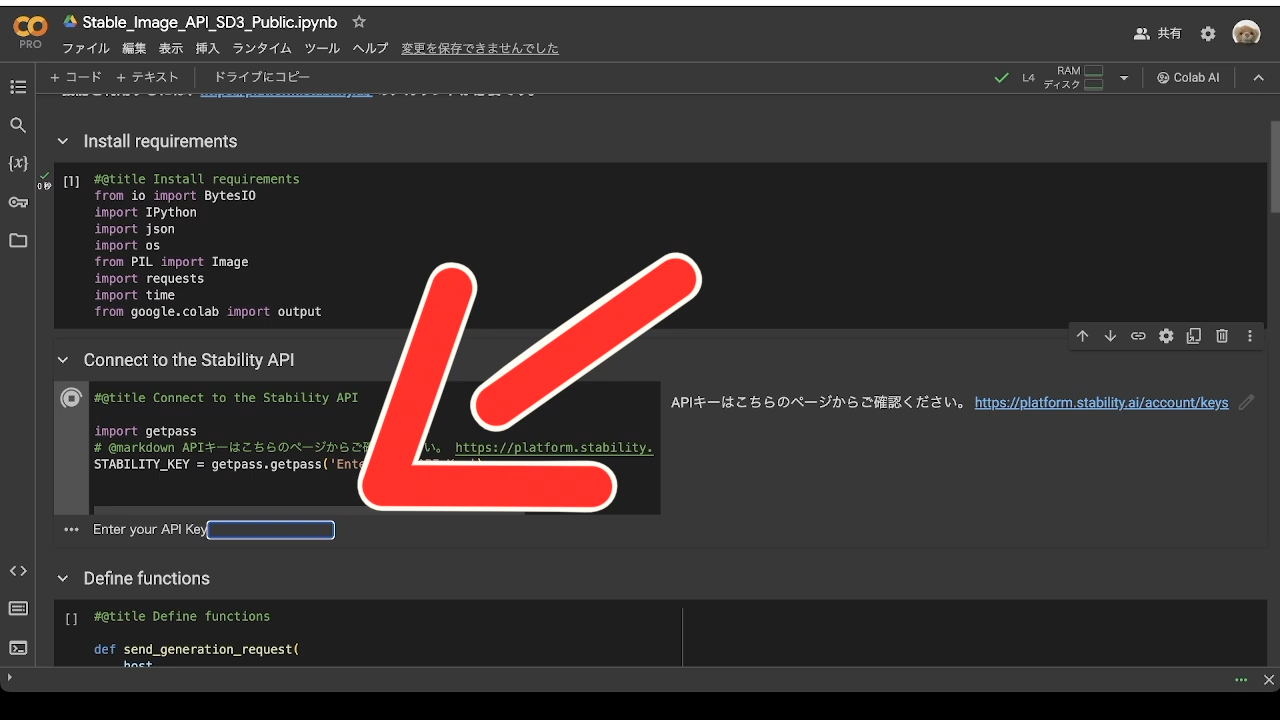 Stable_Image_API_SD3_Public.ipynb
PRO
ファイル 編集 表示 挿入 ランタイム ツール ヘルプ 変更を保存できませんでした
共有
+ コード + テキスト ドライブにコピー
L4 RAM ディスク Colab AI
Install requirements
[1]
#@title Install requirements
from io import BytesIO
import IPython
import json
import os
from PIL import Image
import requests
import time
from google.colab import output
Connect to the Stability API
#@title Connect to the Stability API
import getpass
# @markdown APIキーはこちらのページからご い。 https://platform.stability.
STABILITY_KEY = getpass.getpass('Ente
APIキーはこちらのページからご確認ください。 https://platform.stability.ai/account/keys
Enter your API Key
Define functions
[ ]
#@title Define functions
def send_generation_request(
host